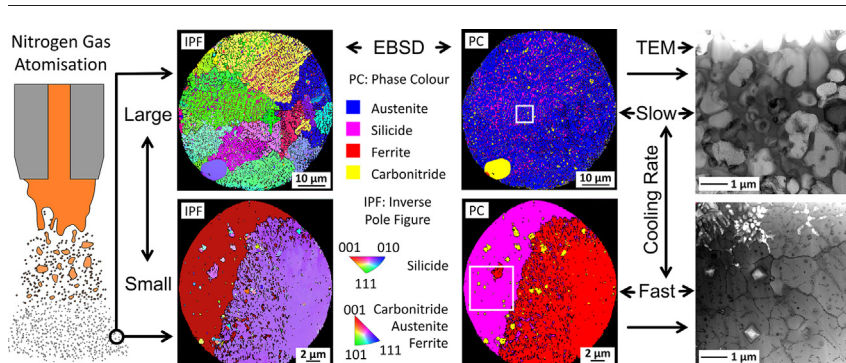 Nitrogen Gas
Atomisation
Large
Small
IPF
10 µm
IPF
2 µm
EBSD
PC: Phase Colour
Austenite
Silicide
Ferrite
Carbonitride
IPF: Inverse
Pole Figure
001 010
111
Silicide
001
101 111
Carbonitride
Austenite
Ferrite
PC
10 µm
PC
2 µm
TEM
Slow
Cooling Rate
Fast
1 µm
1 µm